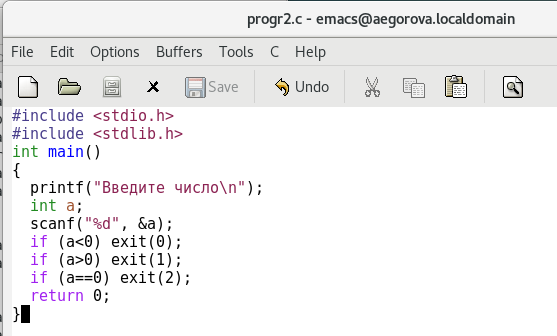 progr2.c - emacs@aegorova.localdomain
File Edit Options Buffers Tools C Help
Save Undo
#include <stdio.h>
#include <stdlib.h>
int main()
{
  printf("Введите число\n");
  int a;
  scanf("%d", &a);
  if (a<0) exit(0);
  if (a>0) exit(1);
  if (a==0) exit(2);
  return 0;
}